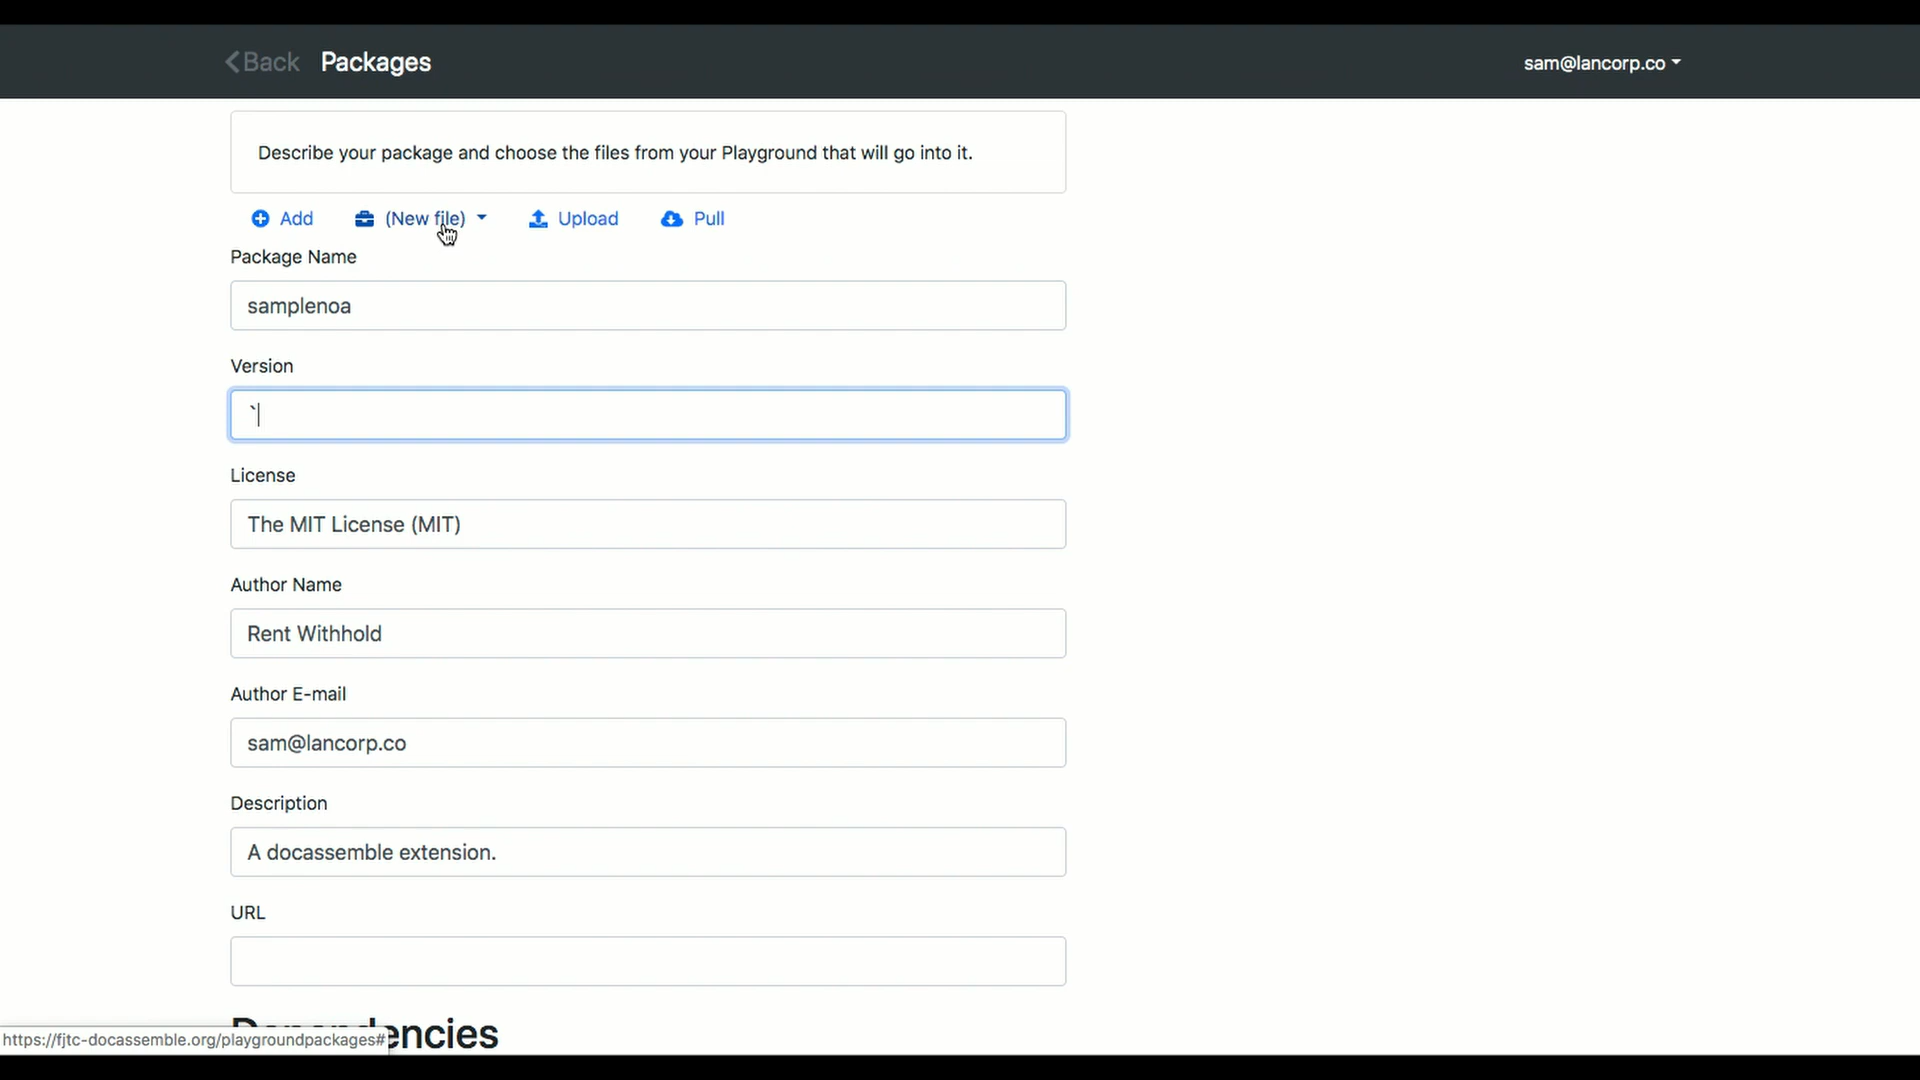 Back Packages sam@lancorp.co
Describe your package and choose the files from your Playground that will go into it.
Add (New file) Upload Pull
Package Name
samplenoa
Version
`
License
The MIT License (MIT)
Author Name
Rent Withhold
Author E-mail
sam@lancorp.co
Description
A docassemble extension.
URL
Dependencies
https://fjtc-docassemble.org/playgroundpackages#